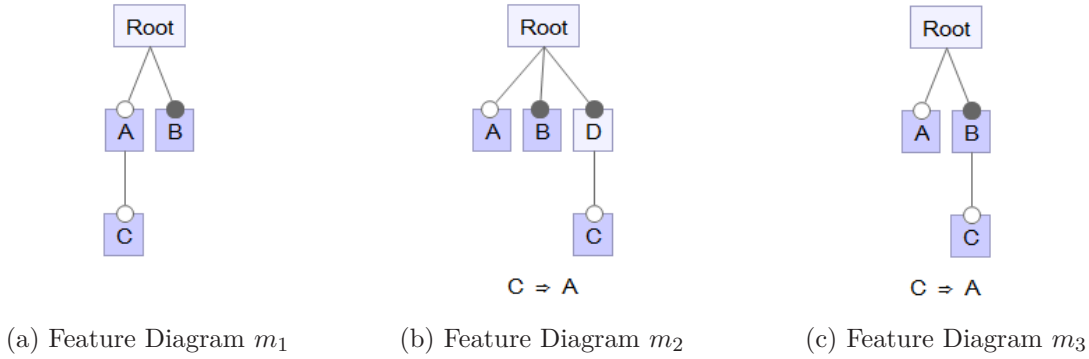 Root
A B
C
(a) Feature Diagram m₁
Root
A B D
C
C ⇒ A
(b) Feature Diagram m₂
Root
A B
C
C ⇒ A
(c) Feature Diagram m₃